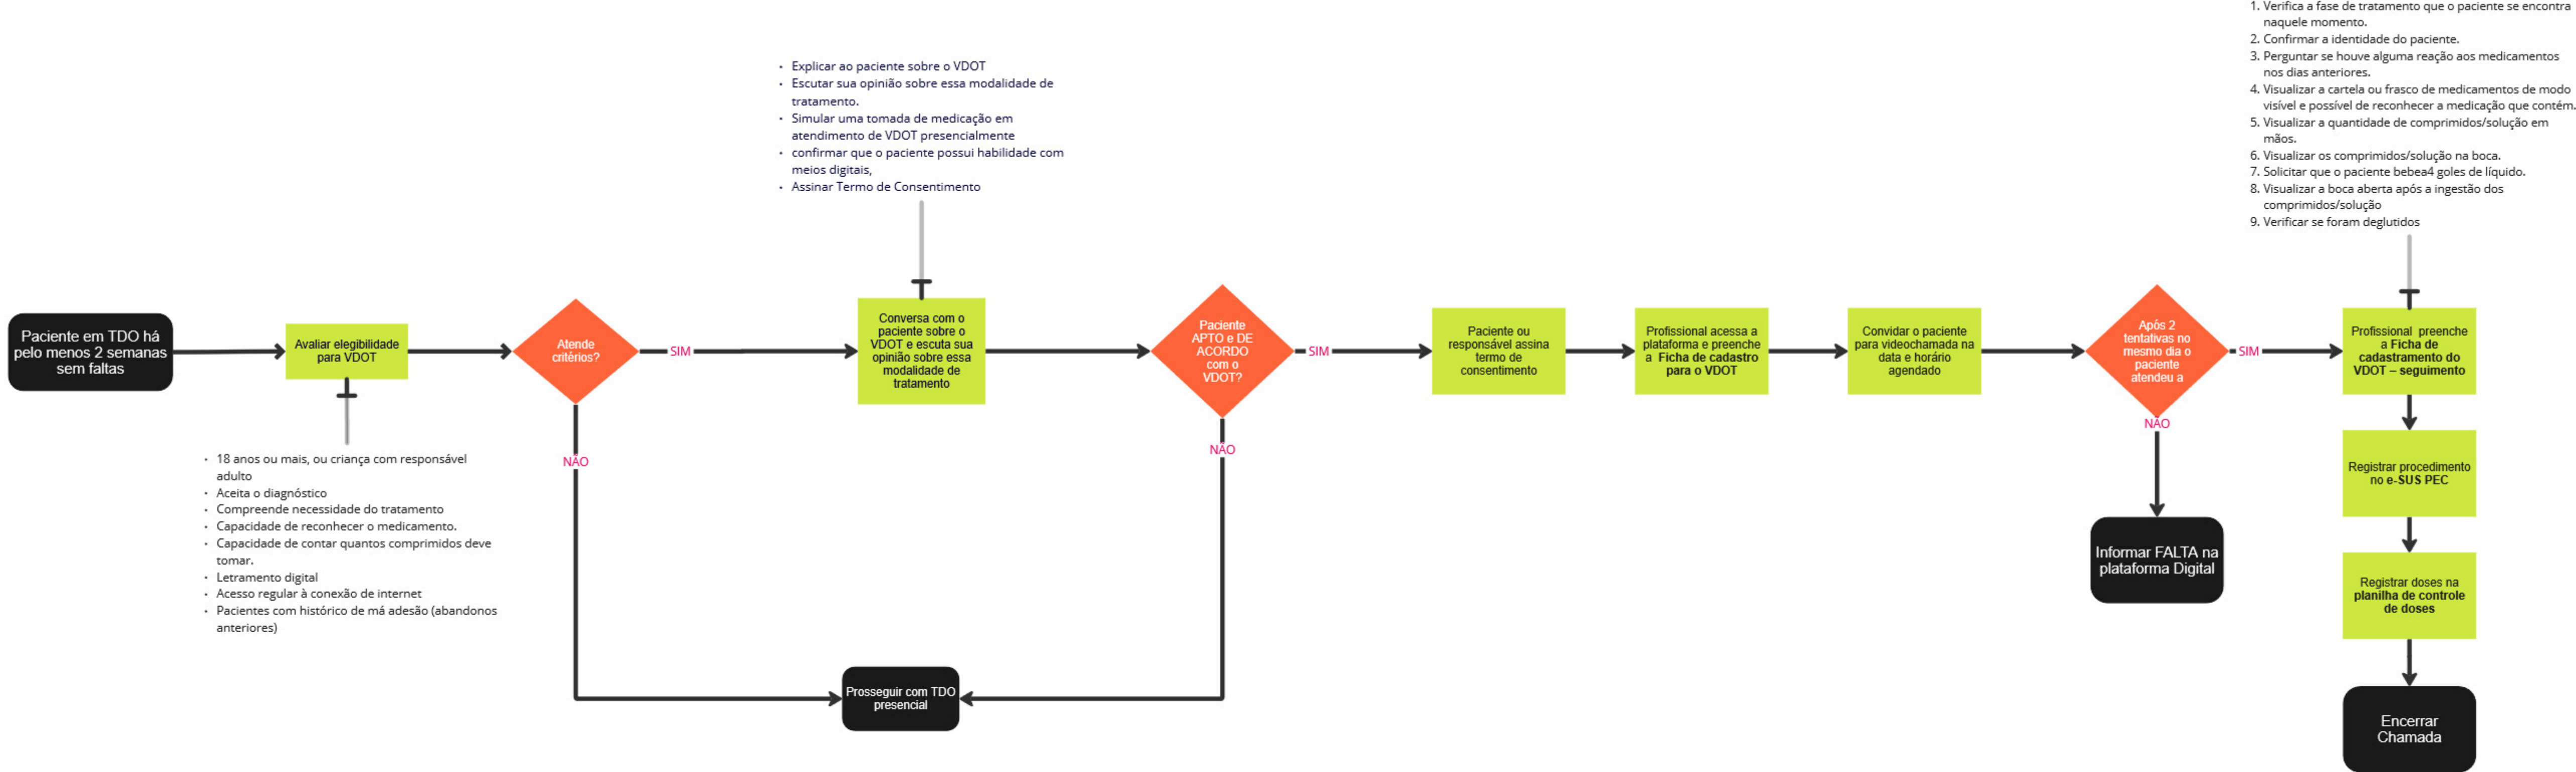 1. Verifica a fase de tratamento que o paciente se encontra
naquele momento.
2. Confirmar a identidade do paciente.
3. Perguntar se houve alguma reação aos medicamentos
nos dias anteriores.
4. Visualizar a cartela ou frasco de medicamentos de modo
visível e possível de reconhecer a medicação que contém.
5. Visualizar a quantidade de comprimidos/solução em
mãos.
6. Visualizar os comprimidos/solução na boca.
7. Solicitar que o paciente bebea4 goles de líquido.
8. Visualizar a boca aberta após a ingestão dos
comprimidos/solução
9. Verificar se foram deglutidos
• Explicar ao paciente sobre o VDOT
• Escutar sua opinião sobre essa modalidade de
tratamento.
• Simular uma tomada de medicação em
atendimento de VDOT presencialmente
• confirmar que o paciente possui habilidade com
meios digitais,
• Assinar Termo de Consentimento
Paciente em TDO há
pelo menos 2 semanas
sem faltas
Avaliar elegibilidade
para VDOT
Atende
critérios?
SIM
Conversa com o
paciente sobre o
VDOT e escuta sua
opinião sobre essa
modalidade de
tratamento
Paciente
APTO e DE
ACORDO
com o
VDOT?
SIM
Paciente ou
responsável assina
termo de
consentimento
Profissional acessa a
plataforma e preenche
a Ficha de cadastro
para o VDOT
Convidar o paciente
para videochamada na
data e horário
agendado
Após 2
tentativas no
mesmo dia o
paciente
atendeu a
SIM
Profissional preenche
a Ficha de
cadastramento do
VDOT – seguimento
NÃO
NÃO
NÃO
• 18 anos ou mais, ou criança com responsável
adulto
• Aceita o diagnóstico
• Compreende necessidade do tratamento
• Capacidade de reconhecer o medicamento.
• Capacidade de contar quantos comprimidos deve
tomar.
• Letramento digital
• Acesso regular à conexão de internet
• Pacientes com histórico de má adesão (abandonos
anteriores)
Registrar procedimento
no e-SUS PEC
Informar FALTA na
plataforma Digital
Registrar doses na
planilha de controle
de doses
Prosseguir com TDO
presencial
Encerrar
Chamada